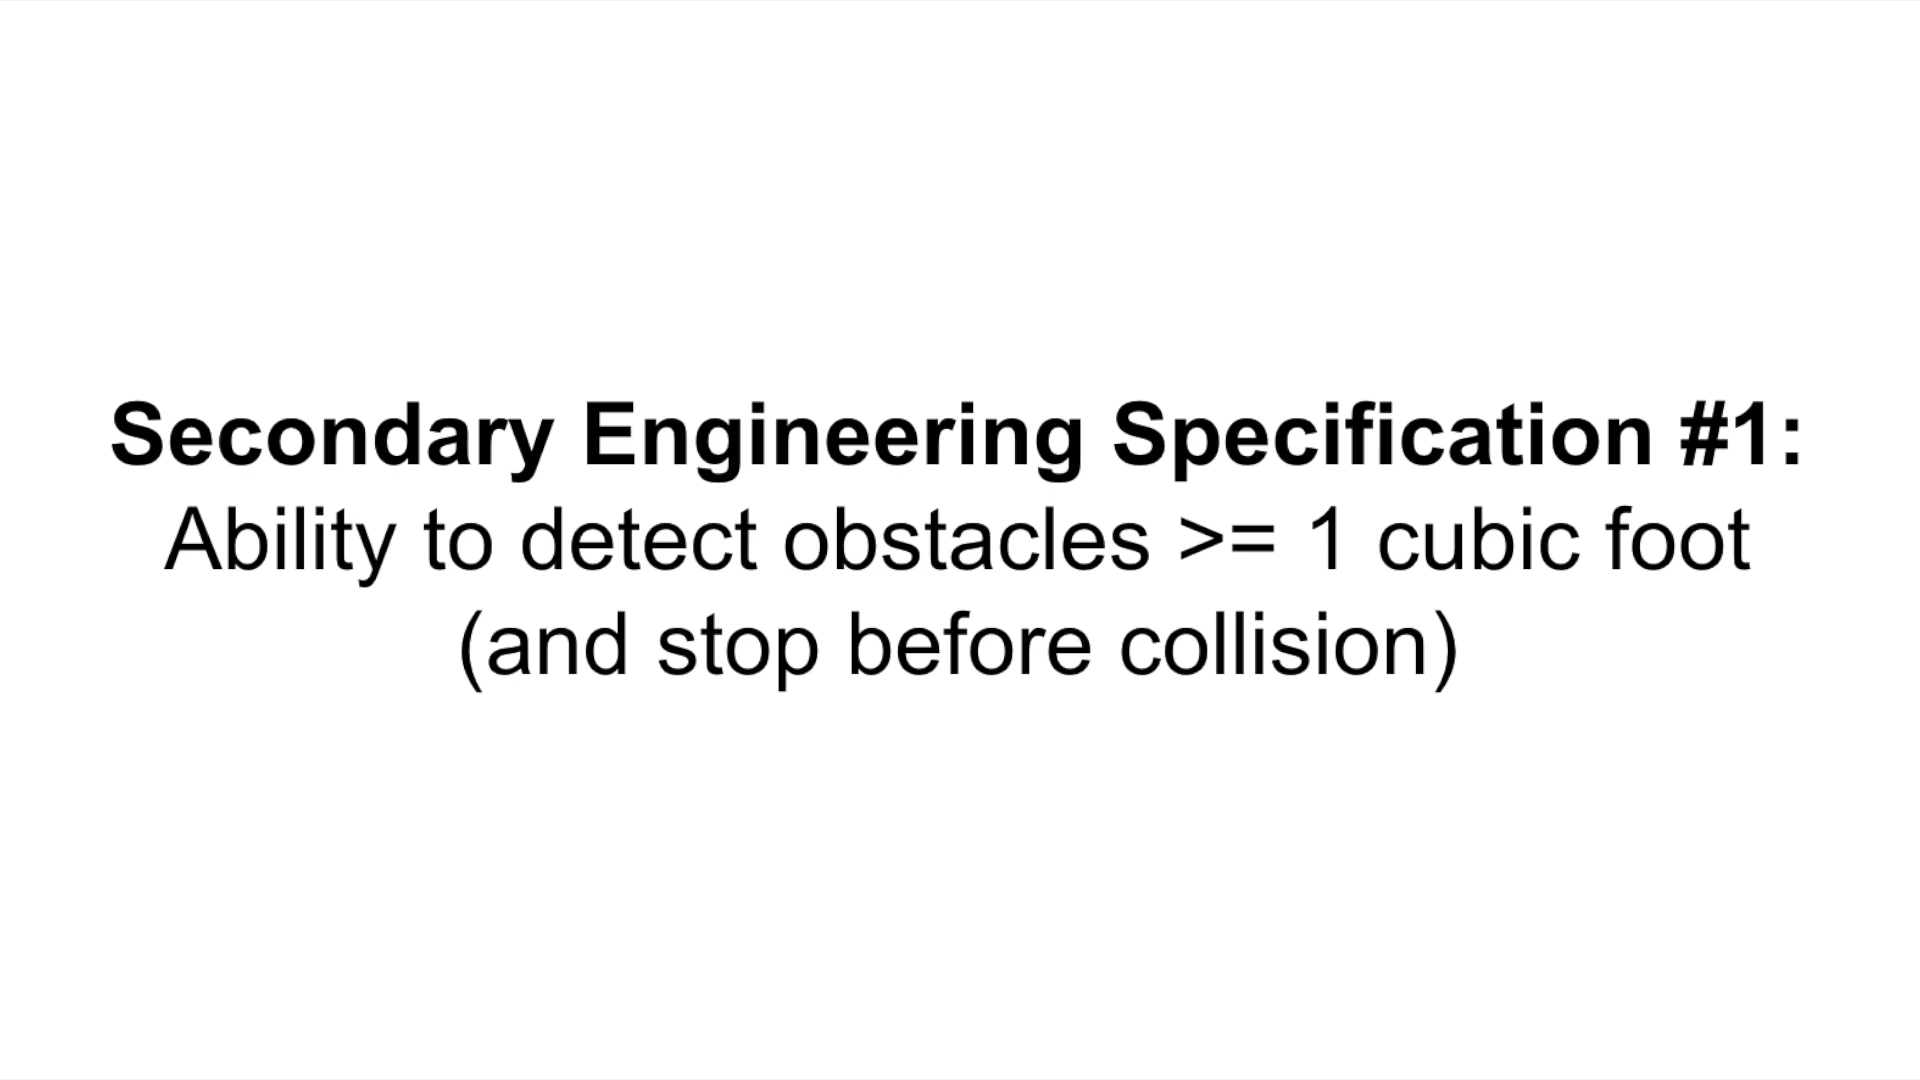 Secondary Engineering Specification #1:
Ability to detect obstacles >= 1 cubic foot
(and stop before collision)